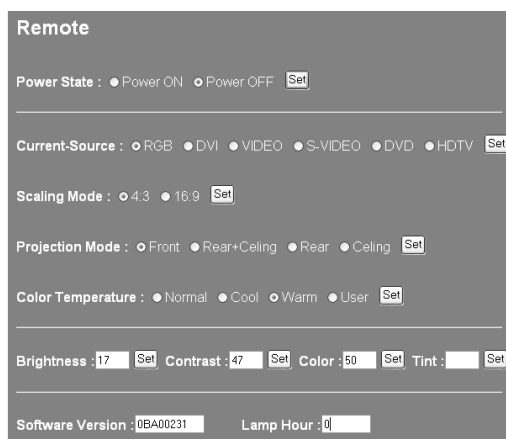 Remote
Power State : Power ON Power OFF Set
Current-Source : RGB DVI VIDEO S-VIDEO DVD HDTV Set
Scaling Mode : 4:3 16:9 Set
Projection Mode : Front Rear+Celing Rear Celing Set
Color Temperature : Normal Cool Warm User Set
Brightness : 17 Set Contrast : 47 Set Color : 50 Set Tint : Set
Software Version : 0BA00231 Lamp Hour : 0